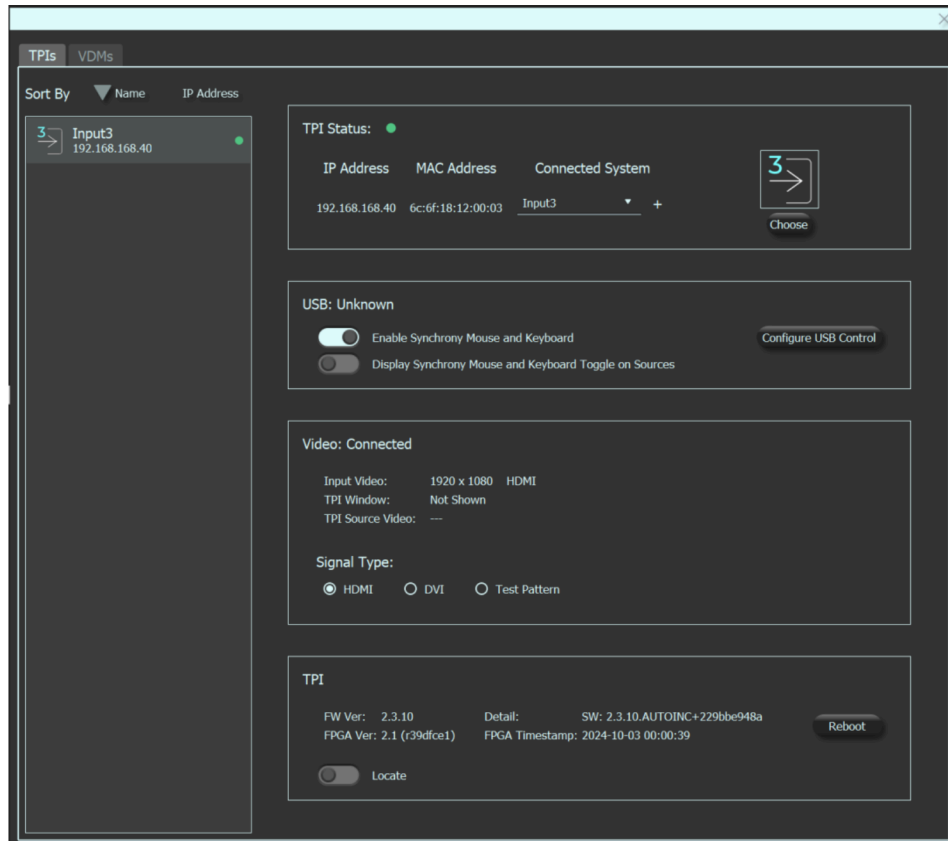 TPIs VDMs
Sort By Name IP Address
3 Input3
192.168.168.40
TPI Status:
IP Address MAC Address Connected System
192.168.168.40 6c:6f:18:12:00:03 Input3 +
3
Choose
USB: Unknown
Enable Synchrony Mouse and Keyboard
Configure USB Control
Display Synchrony Mouse and Keyboard Toggle on Sources
Video: Connected
Input Video: 1920 x 1080 HDMI
TPI Window: Not Shown
TPI Source Video: ---
Signal Type:
HDMI DVI Test Pattern
TPI
FW Ver: 2.3.10 Detail: SW: 2.3.10.AUTOINC+229bbe948a
FPGA Ver: 2.1 (r39dfce1) FPGA Timestamp: 2024-10-03 00:00:39
Reboot
Locate